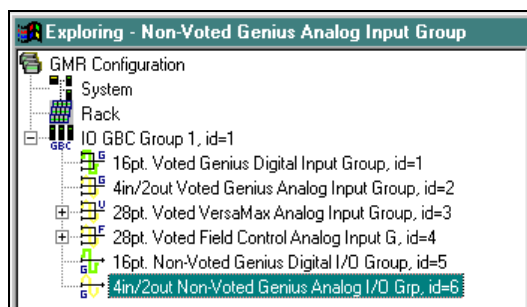 Exploring - Non-Voted Genius Analog Input Group
GMR Configuration
System
Rack
GBC
IO GBC Group 1, id=1
G
16pt. Voted Genius Digital Input Group, id=1
G
4in/2out Voted Genius Analog Input Group, id=2
U
28pt. Voted VersaMax Analog Input Group, id=3
F
28pt. Voted Field Control Analog Input G, id=4
G
16pt. Non-Voted Genius Digital I/O Group, id=5
G
4in/2out Non-Voted Genius Analog I/O Grp, id=6